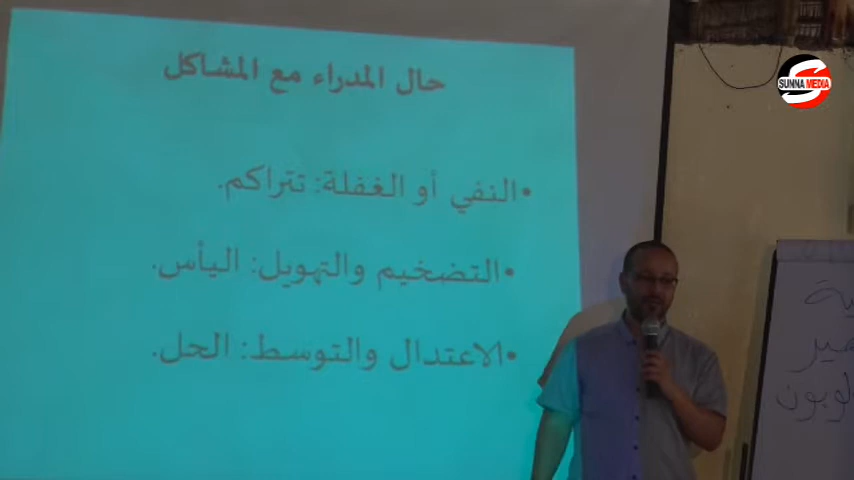 حال المدراء مع المشاكل
•النفي أو الغفلة: تتراكم.
•التضخيم والتهويل: اليأس.
•الاعتدال والتوسط: الحل.
SUNNA MEDIA